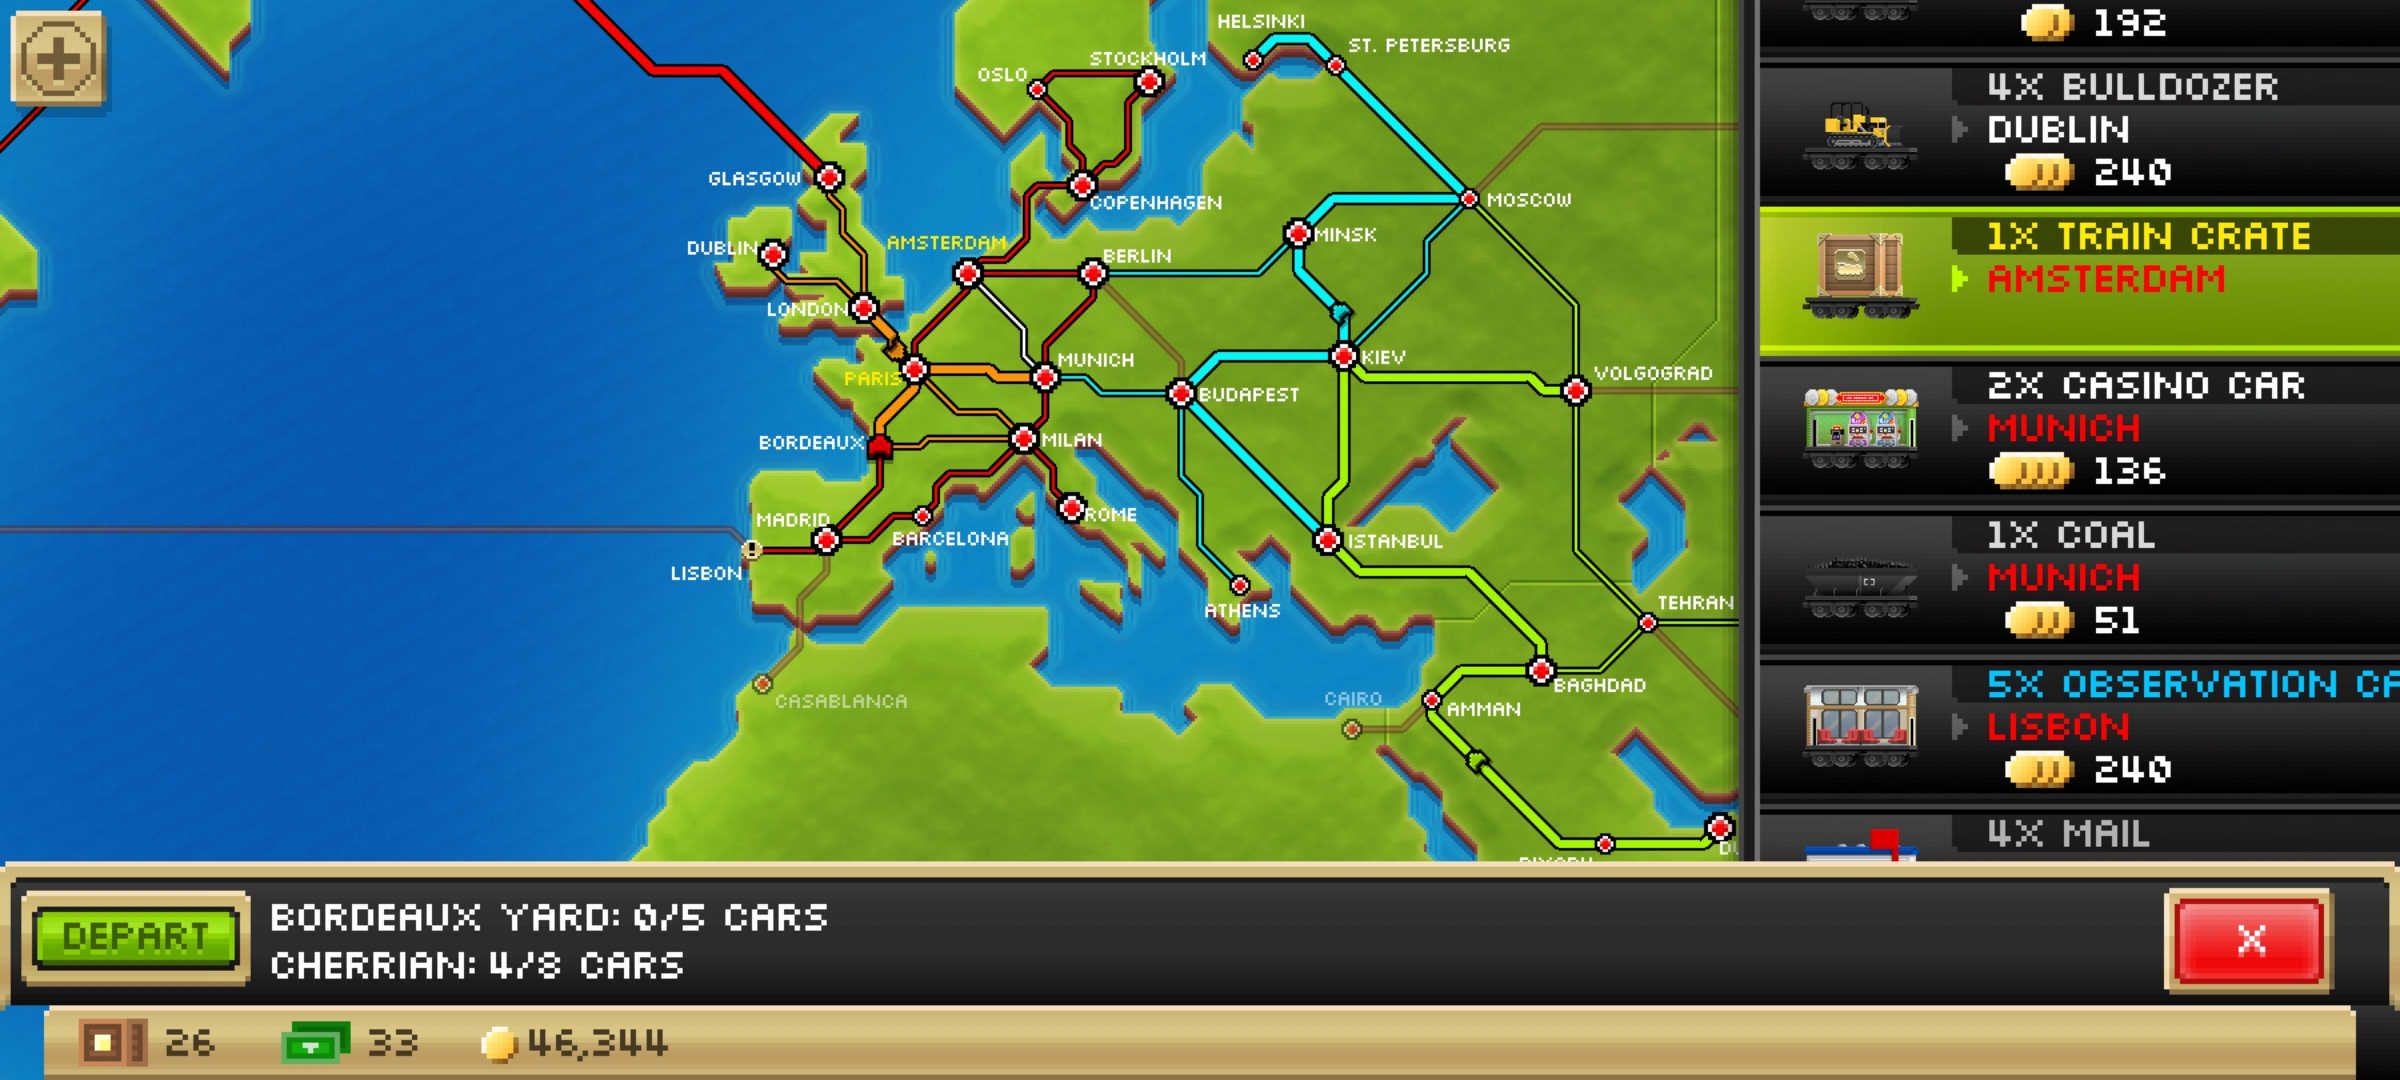 HELSINKI
ST. PETERSBURG
STOCKHOLM
OSLO
GLASGOW
COPENHAGEN
MOSCOW
DUBLIN
AMSTERDAM
MINSK
BERLIN
LONDON
MUNICH
KIEV
PARIS
VOLGOGRAD
BUDAPEST
BORDEAUX
MILAN
MADRID
ROME
BARCELONA
ISTANBUL
LISBON
ATHENS
TEHRAN
CASABLANCA
CAIRO
BAGHDAD
AMMAN
192
4X BULLDOZER
DUBLIN
240
1X TRAIN CRATE
AMSTERDAM
2X CASINO CAR
MUNICH
136
1X COAL
MUNICH
51
5X OBSERVATION CA
LISBON
240
4X MAIL
DEPART
BORDEAUX YARD: 0/5 CARS
CHERRIAN: 4/8 CARS
X
26
33
46,344